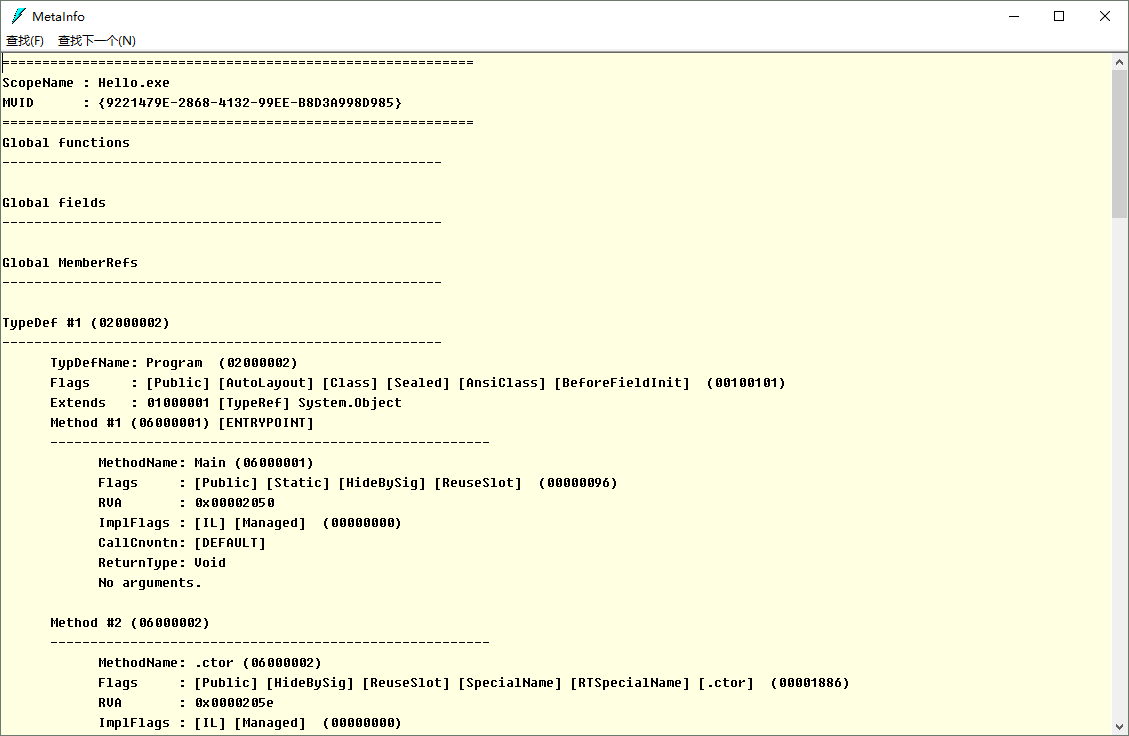 MetaInfo
查找(F) 查找下一个(N)
===========================================================
ScopeName : Hello.exe
MVID      : {9221479E-2868-4132-99EE-B8D3A998D985}
===========================================================
Global functions
-------------------------------------------------------
Global fields
-------------------------------------------------------
Global MemberRefs
-------------------------------------------------------
TypeDef #1 (02000002)
-------------------------------------------------------
TypDefName: Program  (02000002)
Flags     : [Public] [AutoLayout] [Class] [Sealed] [AnsiClass] [BeforeFieldInit]  (00100101)
Extends   : 01000001 [TypeRef] System.Object
Method #1 (06000001) [ENTRYPOINT]
-------------------------------------------------------
MethodName: Main (06000001)
Flags     : [Public] [Static] [HideBySig] [ReuseSlot]  (00000096)
RVA       : 0x00002050
ImplFlags : [IL] [Managed]  (00000000)
CallCnvntn: [DEFAULT]
ReturnType: Void
No arguments.
Method #2 (06000002)
-------------------------------------------------------
MethodName: .ctor (06000002)
Flags     : [Public] [HideBySig] [ReuseSlot] [SpecialName] [RTSpecialName] [.ctor]  (00001886)
RVA       : 0x0000205e
ImplFlags : [IL] [Managed]  (00000000)